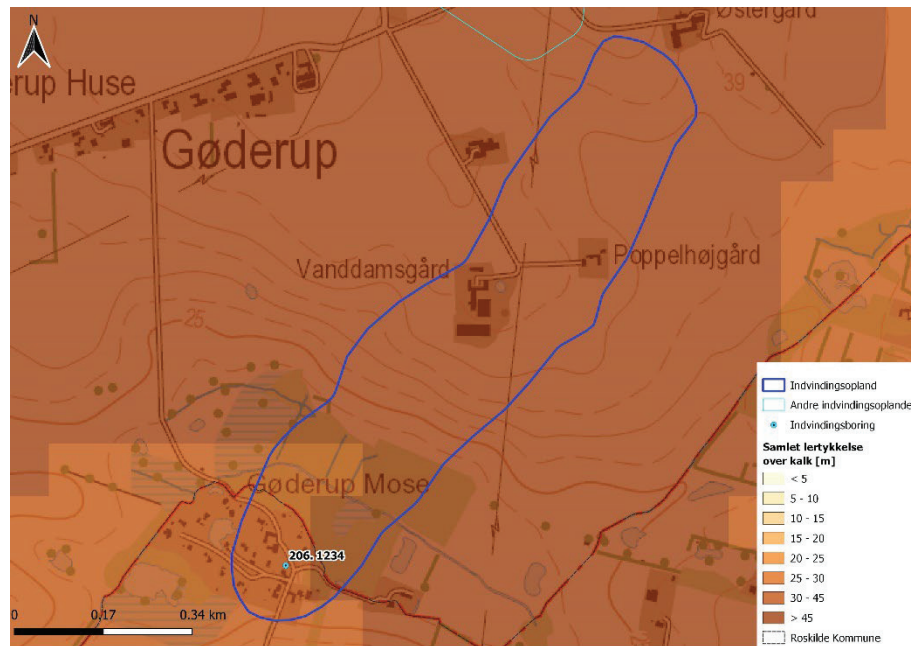 N
Østergård
erup Huse
39
Gøderup
Vanddamsgård
Poppelhøjgård
25
Gøderup Mose
206. 1234
0
0,17
0,34 km
Indvindingsopland
Andre indvindingsoplande
Indvindingsboring
Samlet lertykkelse
over kalk [m]
< 5
5 - 10
10 - 15
15 - 20
20 - 25
25 - 30
30 - 45
> 45
Roskilde Kommune